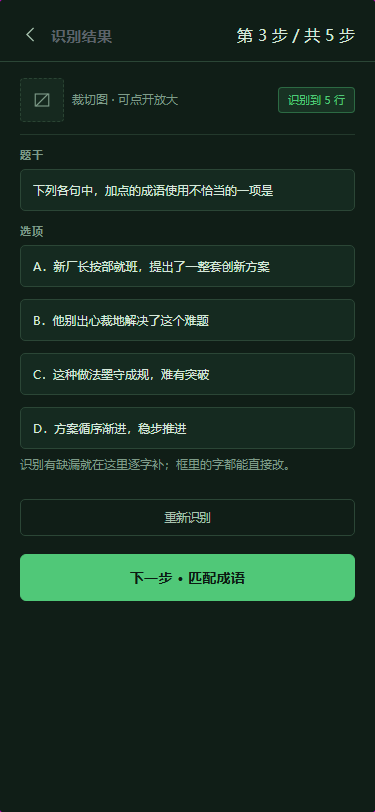 识别结果
第 3 步 / 共 5 步
裁切图 · 可点开放大
识别到 5 行
题干
下列各句中，加点的成语使用不恰当的一项是
选项
A．新厂长按部就班，提出了一整套创新方案
B．他别出心裁地解决了这个难题
C．这种做法墨守成规，难有突破
D．方案循序渐进，稳步推进
识别有缺漏就在这里逐字补；框里的字都能直接改。
重新识别
下一步 · 匹配成语